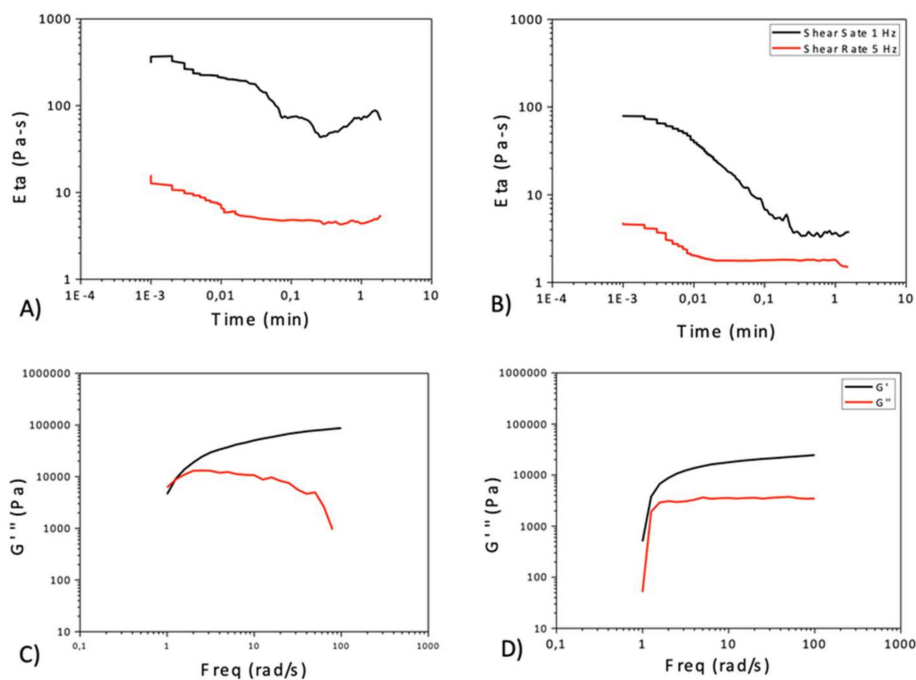 1000
100
10
1
Eta (Pa-s)
1E-4 1E-3 0,01 0,1 1 10
Time (min)
A)
1000
100
10
1
Eta (Pa-s)
Shear Sate 1 Hz
Shear Rate 5 Hz
1E-4 1E-3 0,01 0,1 1 10
Time (min)
B)
1000000
100000
10000
1000
100
10
G'" (Pa)
0,1 1 10 100 1000
Freq (rad/s)
C)
1000000
100000
10000
1000
100
10
G'" (Pa)
G'
G"
0,1 1 10 100 1000
Freq (rad/s)
D)